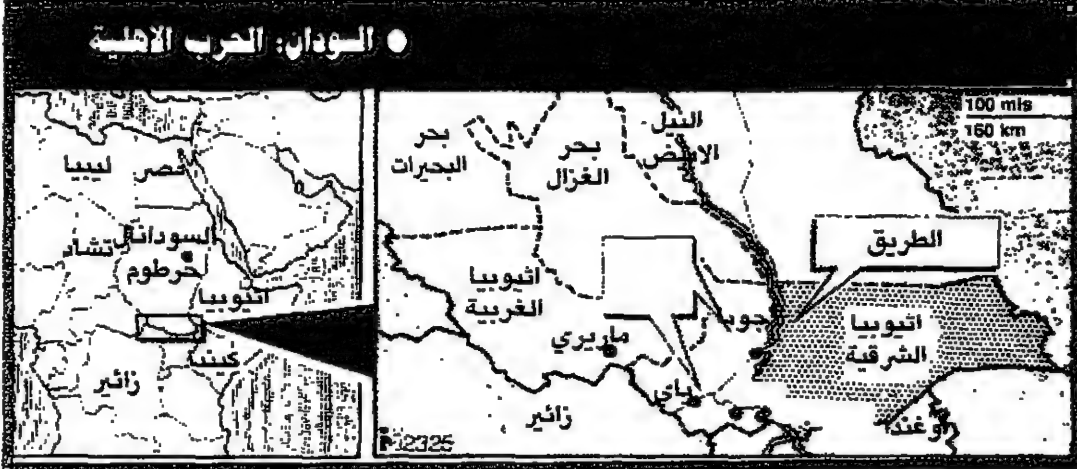 ● السودان: الحرب الاهلية
100 mls
160 km
النيل
الابيض
بحر
الغزال
بحر
البحيرات
الطريق
اثيوبيا
الغربية
ماريري
جوبا
اثيوبيا
الشرقية
ياي
زائير
اوغندا
ليبيا
مصر
السودان
تشاد
خرطوم
اثيوبيا
كينيا
زائير